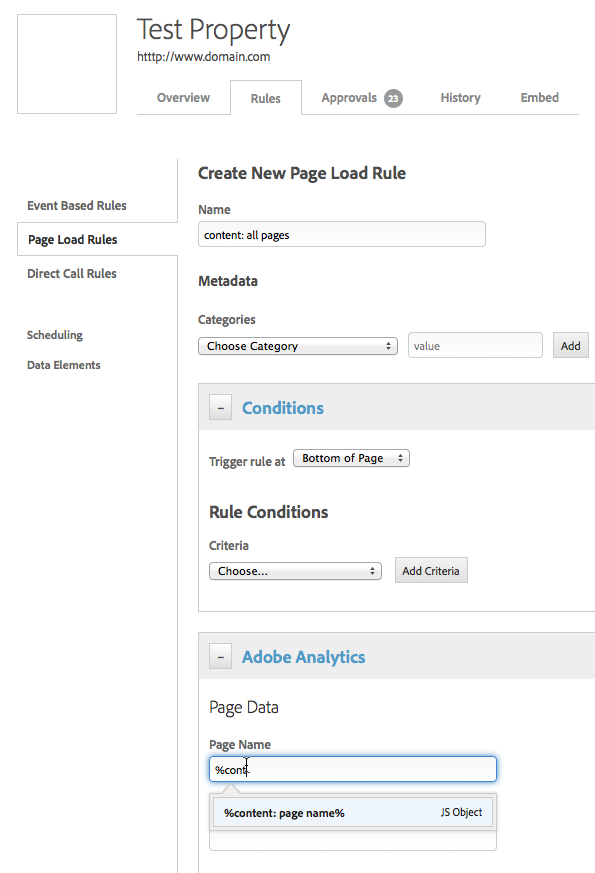 Test Property
htttp://www.domain.com
Overview Rules Approvals 23 History Embed
Create New Page Load Rule
Event Based Rules
Page Load Rules
Direct Call Rules
Scheduling
Data Elements
Name
content: all pages
Metadata
Categories
Choose Category value Add
– Conditions
Trigger rule at Bottom of Page
Rule Conditions
Criteria
Choose... Add Criteria
– Adobe Analytics
Page Data
Page Name
%cont
%content: page name% JS Object